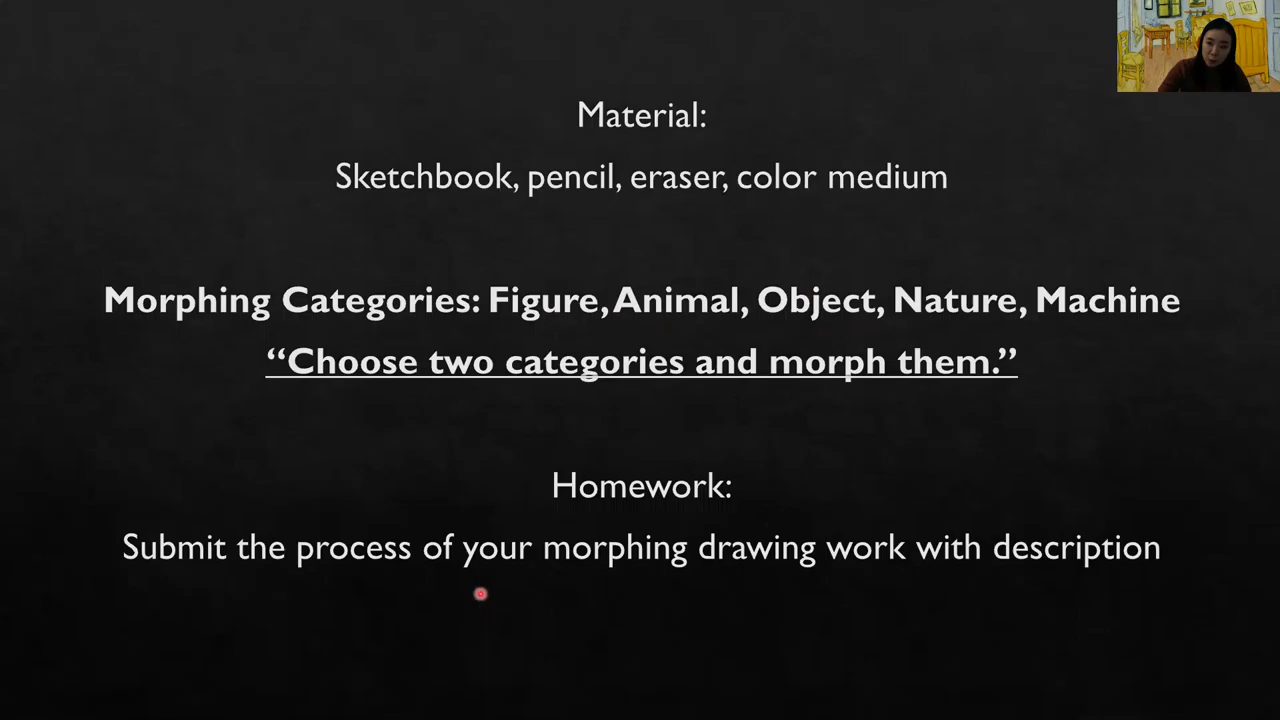 Material:
Sketchbook, pencil, eraser, color medium
Morphing Categories: Figure, Animal, Object, Nature, Machine
“Choose two categories and morph them.”
Homework:
Submit the process of your morphing drawing work with description